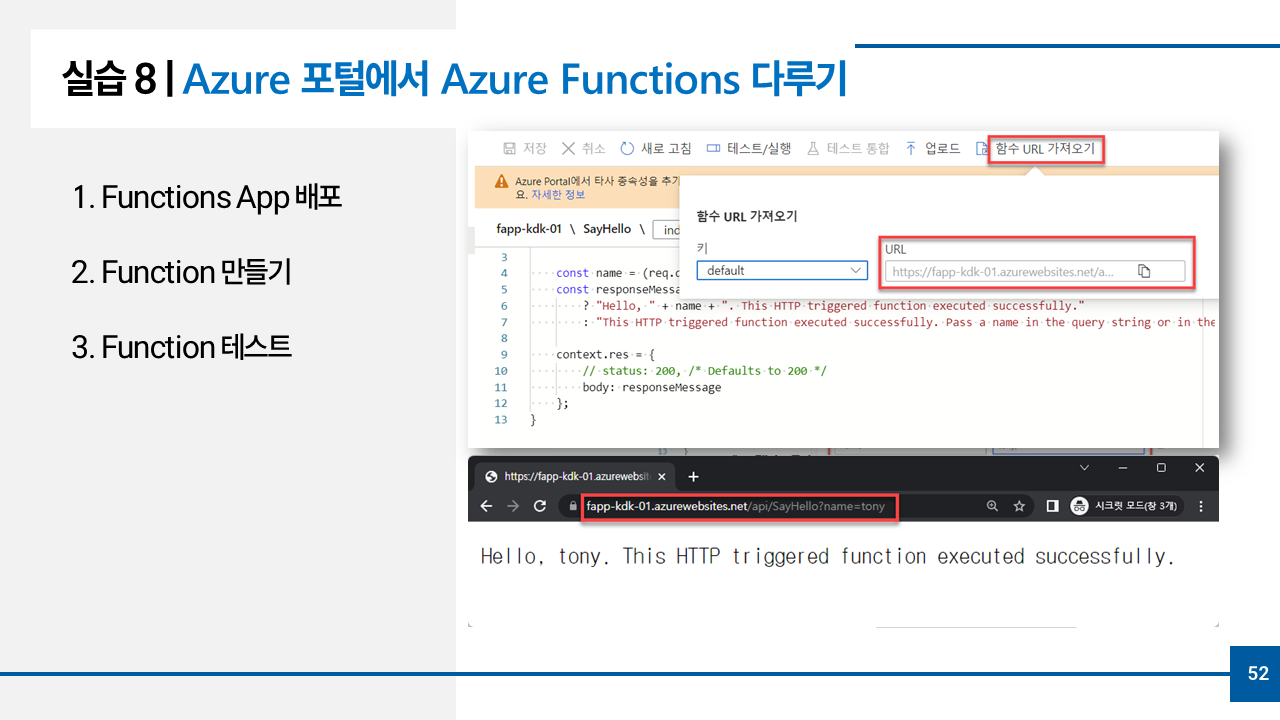 실습 8 | Azure 포털에서 Azure Functions 다루기
1. Functions App 배포
2. Function 만들기
3. Function 테스트
저장 취소 새로 고침 테스트/실행 테스트 통합 업로드 함수 URL 가져오기
Azure Portal에서 타사 종속성을 추가
요. 자세한 정보
함수 URL 가져오기
키
default
URL
https://fapp-kdk-01.azurewebsites.net/a...
fapp-kdk-01 \ SayHello \ ind
3
4 const name = (req.
5 const responseMessa
6 ? "Hello, " + name + ". This HTTP triggered function executed successfully."
7 : "This HTTP triggered function executed successfully. Pass a name in the query string or in the
8
9 context.res = {
10 // status: 200, /* Defaults to 200 */
11 body: responseMessage
12 };
13 }
https://fapp-kdk-01.azurewebsit
fapp-kdk-01.azurewebsites.net/api/SayHello?name=tony
시크릿 모드(창 3개)
Hello, tony. This HTTP triggered function executed successfully.
52